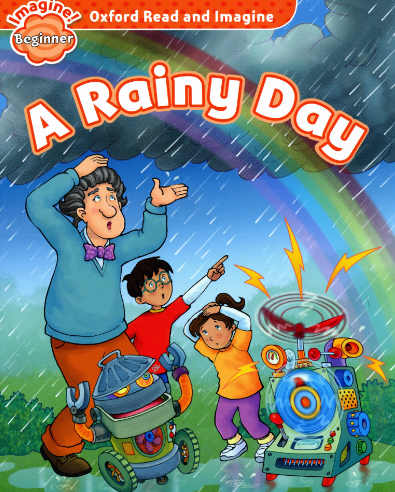 Imagine!
Beginner
Oxford Read and Imagine
A Rainy Day